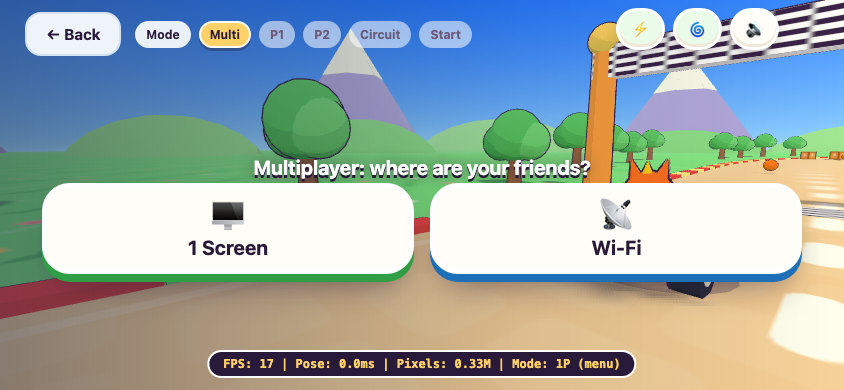 ← Back
Mode
Multi
P1
P2
Circuit
Start
Multiplayer: where are your friends?
1 Screen
Wi-Fi
FPS: 17 | Pose: 0.0ms | Pixels: 0.33M | Mode: 1P (menu)